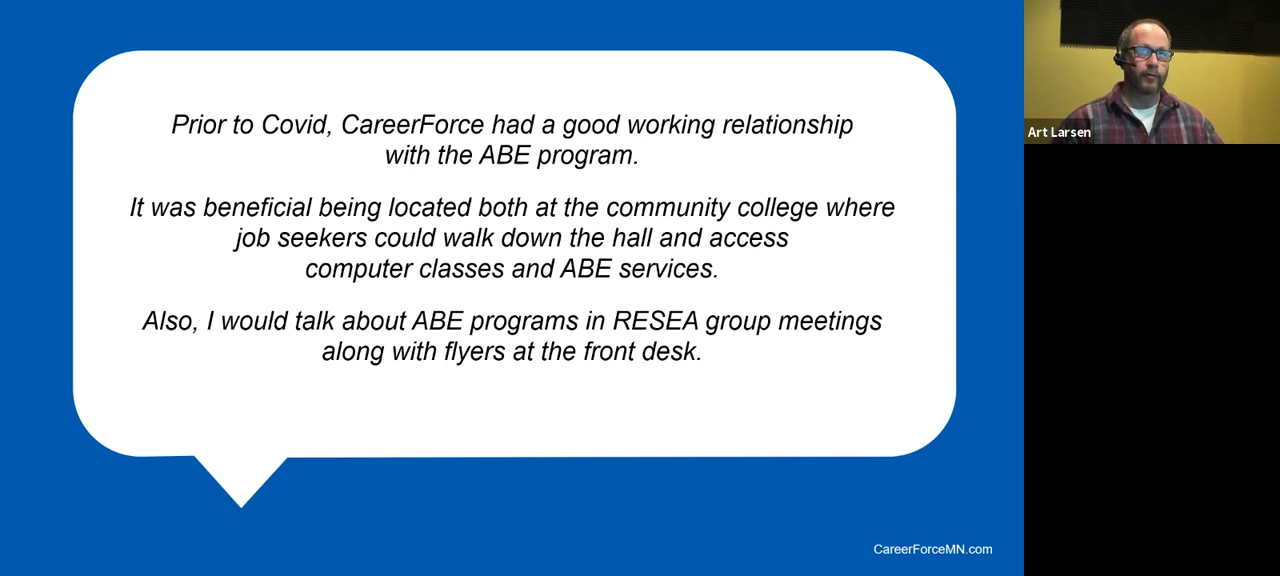 Prior to Covid, CareerForce had a good working relationship
with the ABE program.
It was beneficial being located both at the community college where
job seekers could walk down the hall and access
computer classes and ABE services.
Also, I would talk about ABE programs in RESEA group meetings
along with flyers at the front desk.
CareerForceMN.com
Art Larsen